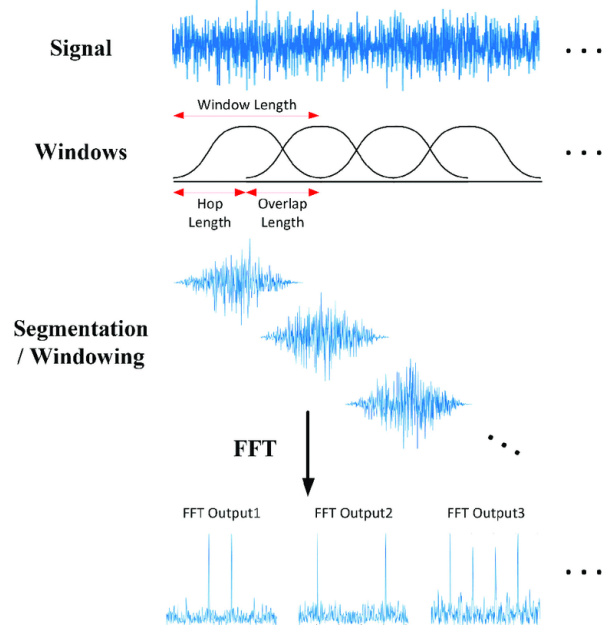 Signal
Window Length
Windows
Hop Length
Overlap Length
Segmentation
/ Windowing
FFT
FFT Output1
FFT Output2
FFT Output3